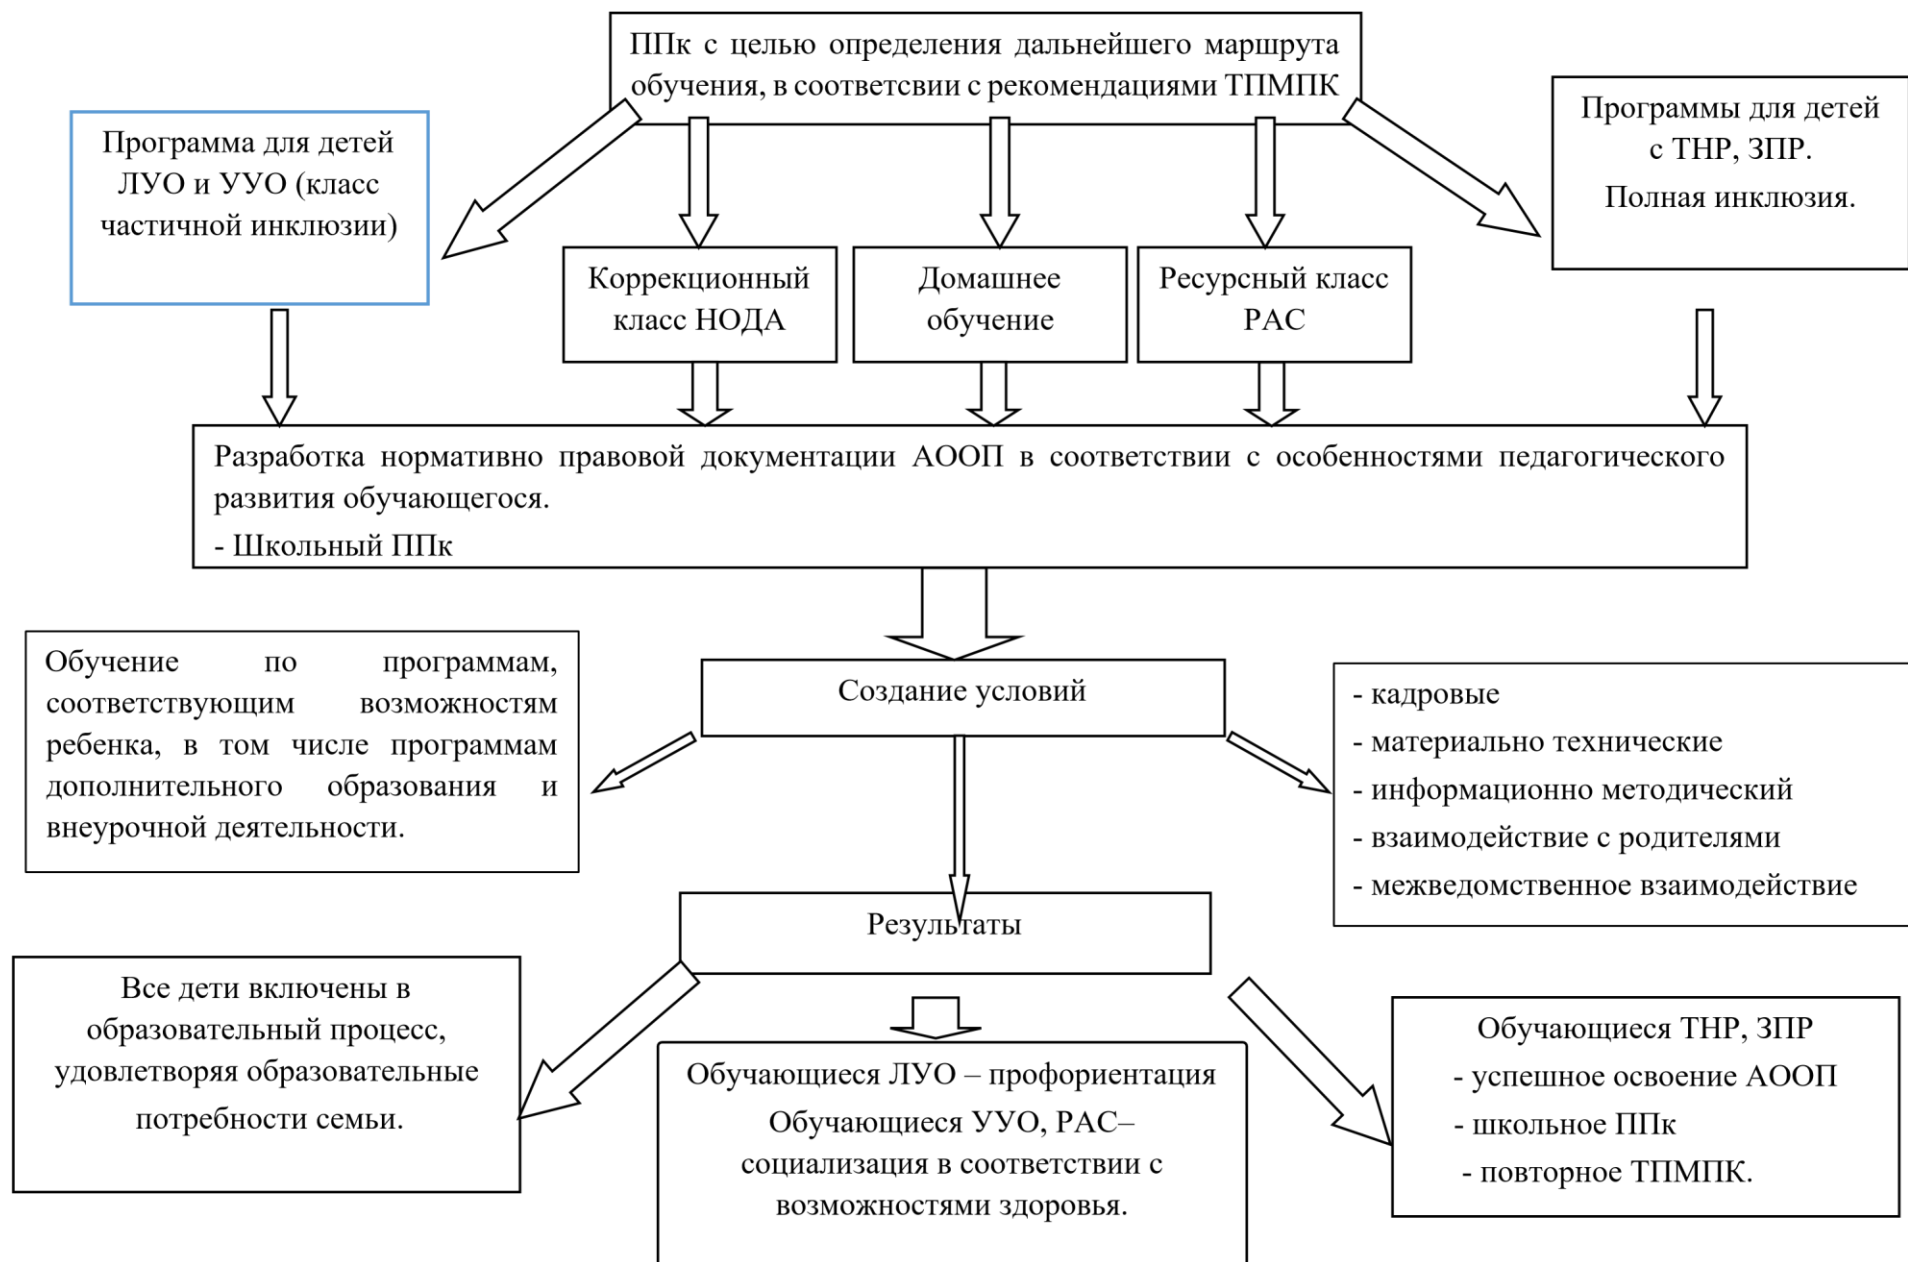 ППк с целью определения дальнейшего маршрута
обучения, в соответсвии с рекомендациями ТПМПК
Программа для детей
ЛУО и УУО (класс
частичной инклюзии)
Программы для детей
с ТНР, ЗПР.
Полная инклюзия.
Коррекционный
класс НОДА
Домашнее
обучение
Ресурсный класс
РАС
Разработка нормативно правовой документации АООП в соответствии с особенностями педагогического
развития обучающегося.
- Школьный ППк
Обучение по программам,
соответствующим возможностям
ребенка, в том числе программам
дополнительного образования и
внеурочной деятельности.
Создание условий
- кадровые
- материально технические
- информационно методический
- взаимодействие с родителями
- межведомственное взаимодействие
Результаты
Все дети включены в
образовательный процесс,
удовлетворяя образовательные
потребности семьи.
Обучающиеся ЛУО – профориентация
Обучающиеся УУО, РАС–
социализация в соответствии с
возможностями здоровья.
Обучающиеся ТНР, ЗПР
- успешное освоение АООП
- школьное ППк
- повторное ТПМПК.